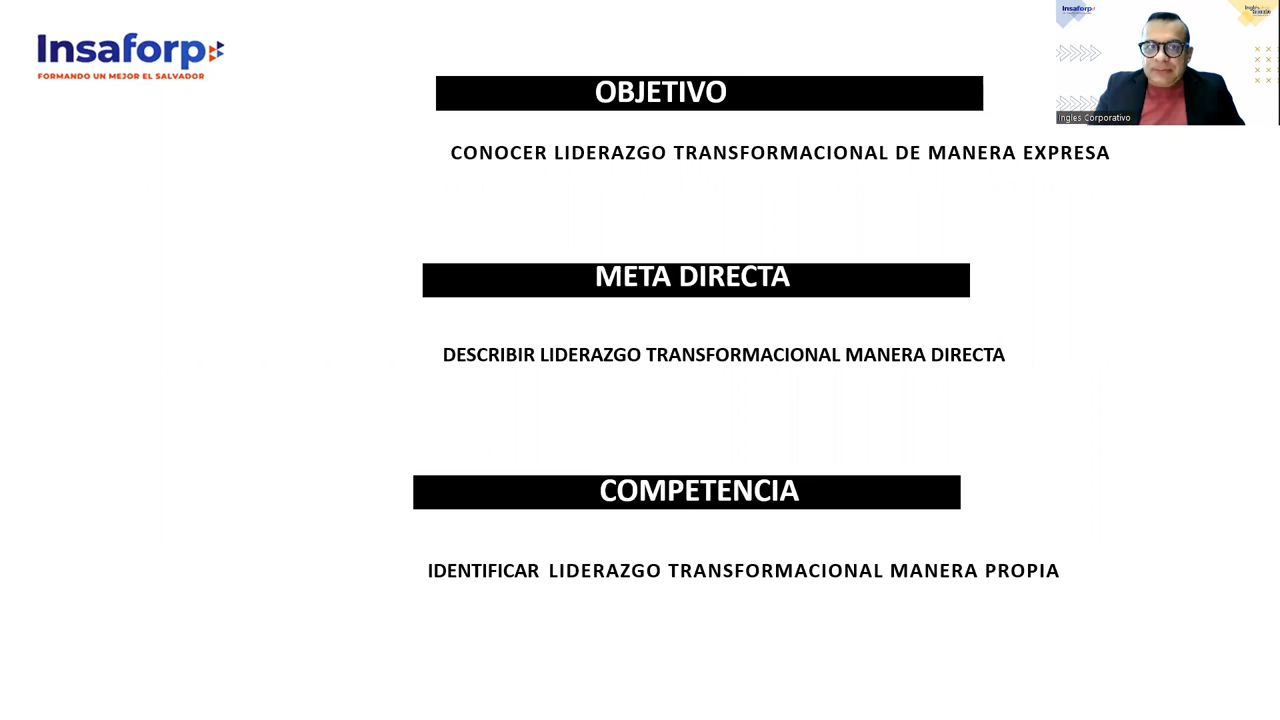 Insaforp
FORMANDO UN MEJOR EL SALVADOR
OBJETIVO
CONOCER LIDERAZGO TRANSFORMACIONAL DE MANERA EXPRESA
META DIRECTA
DESCRIBIR LIDERAZGO TRANSFORMACIONAL MANERA DIRECTA
COMPETENCIA
IDENTIFICAR LIDERAZGO TRANSFORMACIONAL MANERA PROPIA
Insaforp
Ingles Corporativo